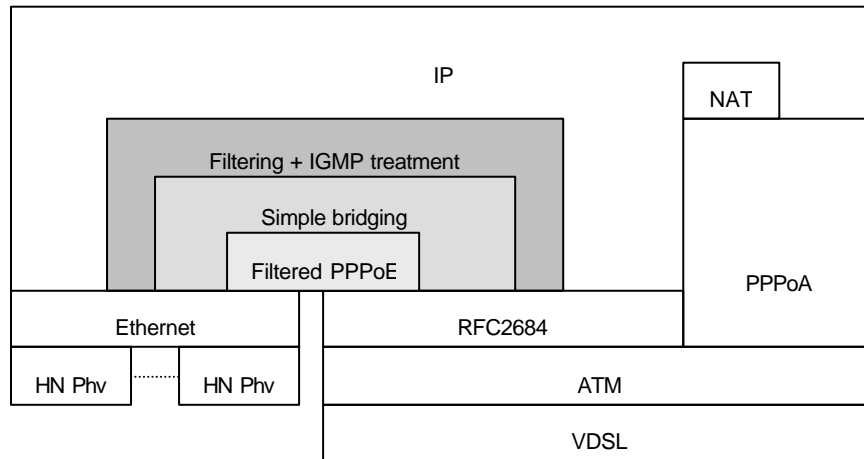 IP
NAT
Filtering + IGMP treatment
Simple bridging
Filtered PPPoE
PPPoA
Ethernet
RFC2684
HN Phy
HN Phy
ATM
VDSL